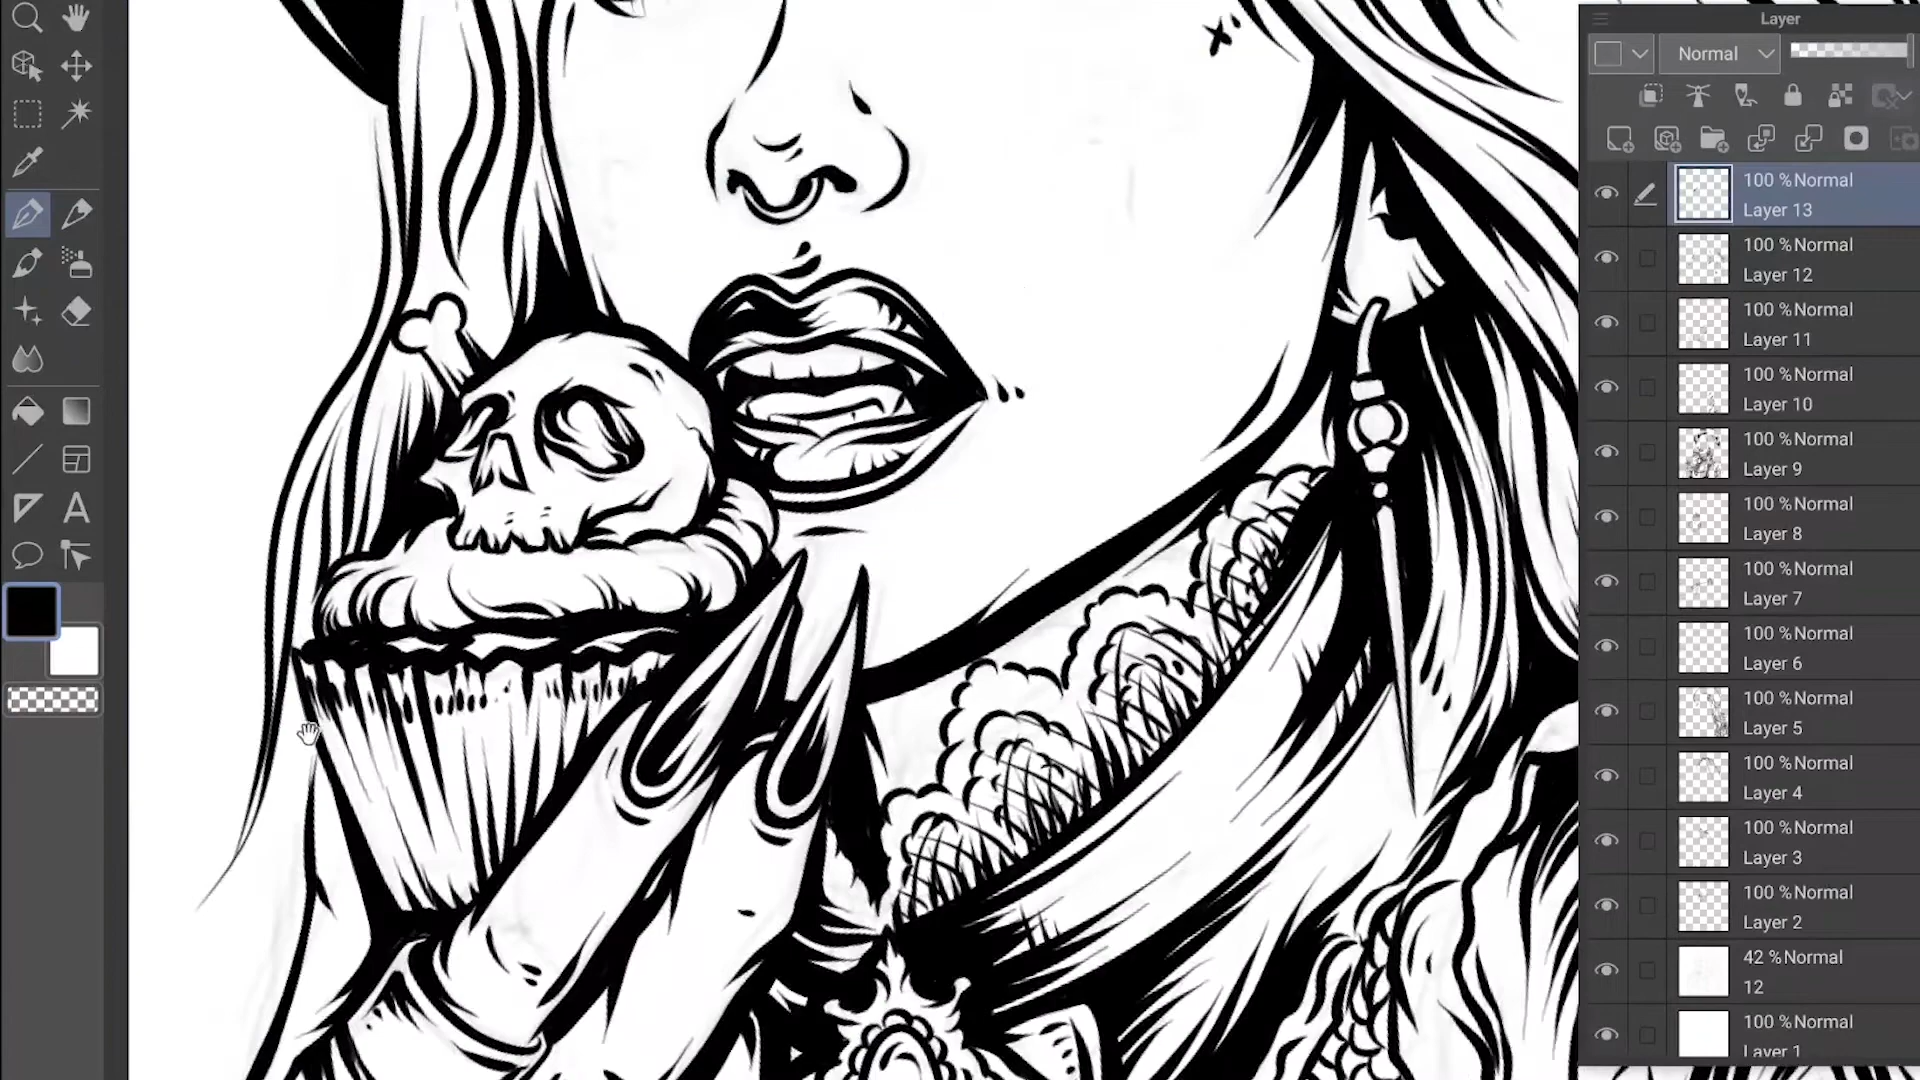 Layer
Normal
100 %Normal
Layer 13
100 %Normal
Layer 12
100 %Normal
Layer 11
100 %Normal
Layer 10
100 %Normal
Layer 9
100 %Normal
Layer 8
100 %Normal
Layer 7
100 %Normal
Layer 6
100 %Normal
Layer 5
100 %Normal
Layer 4
100 %Normal
Layer 3
100 %Normal
Layer 2
42 %Normal
12
100 %Normal
Layer 1